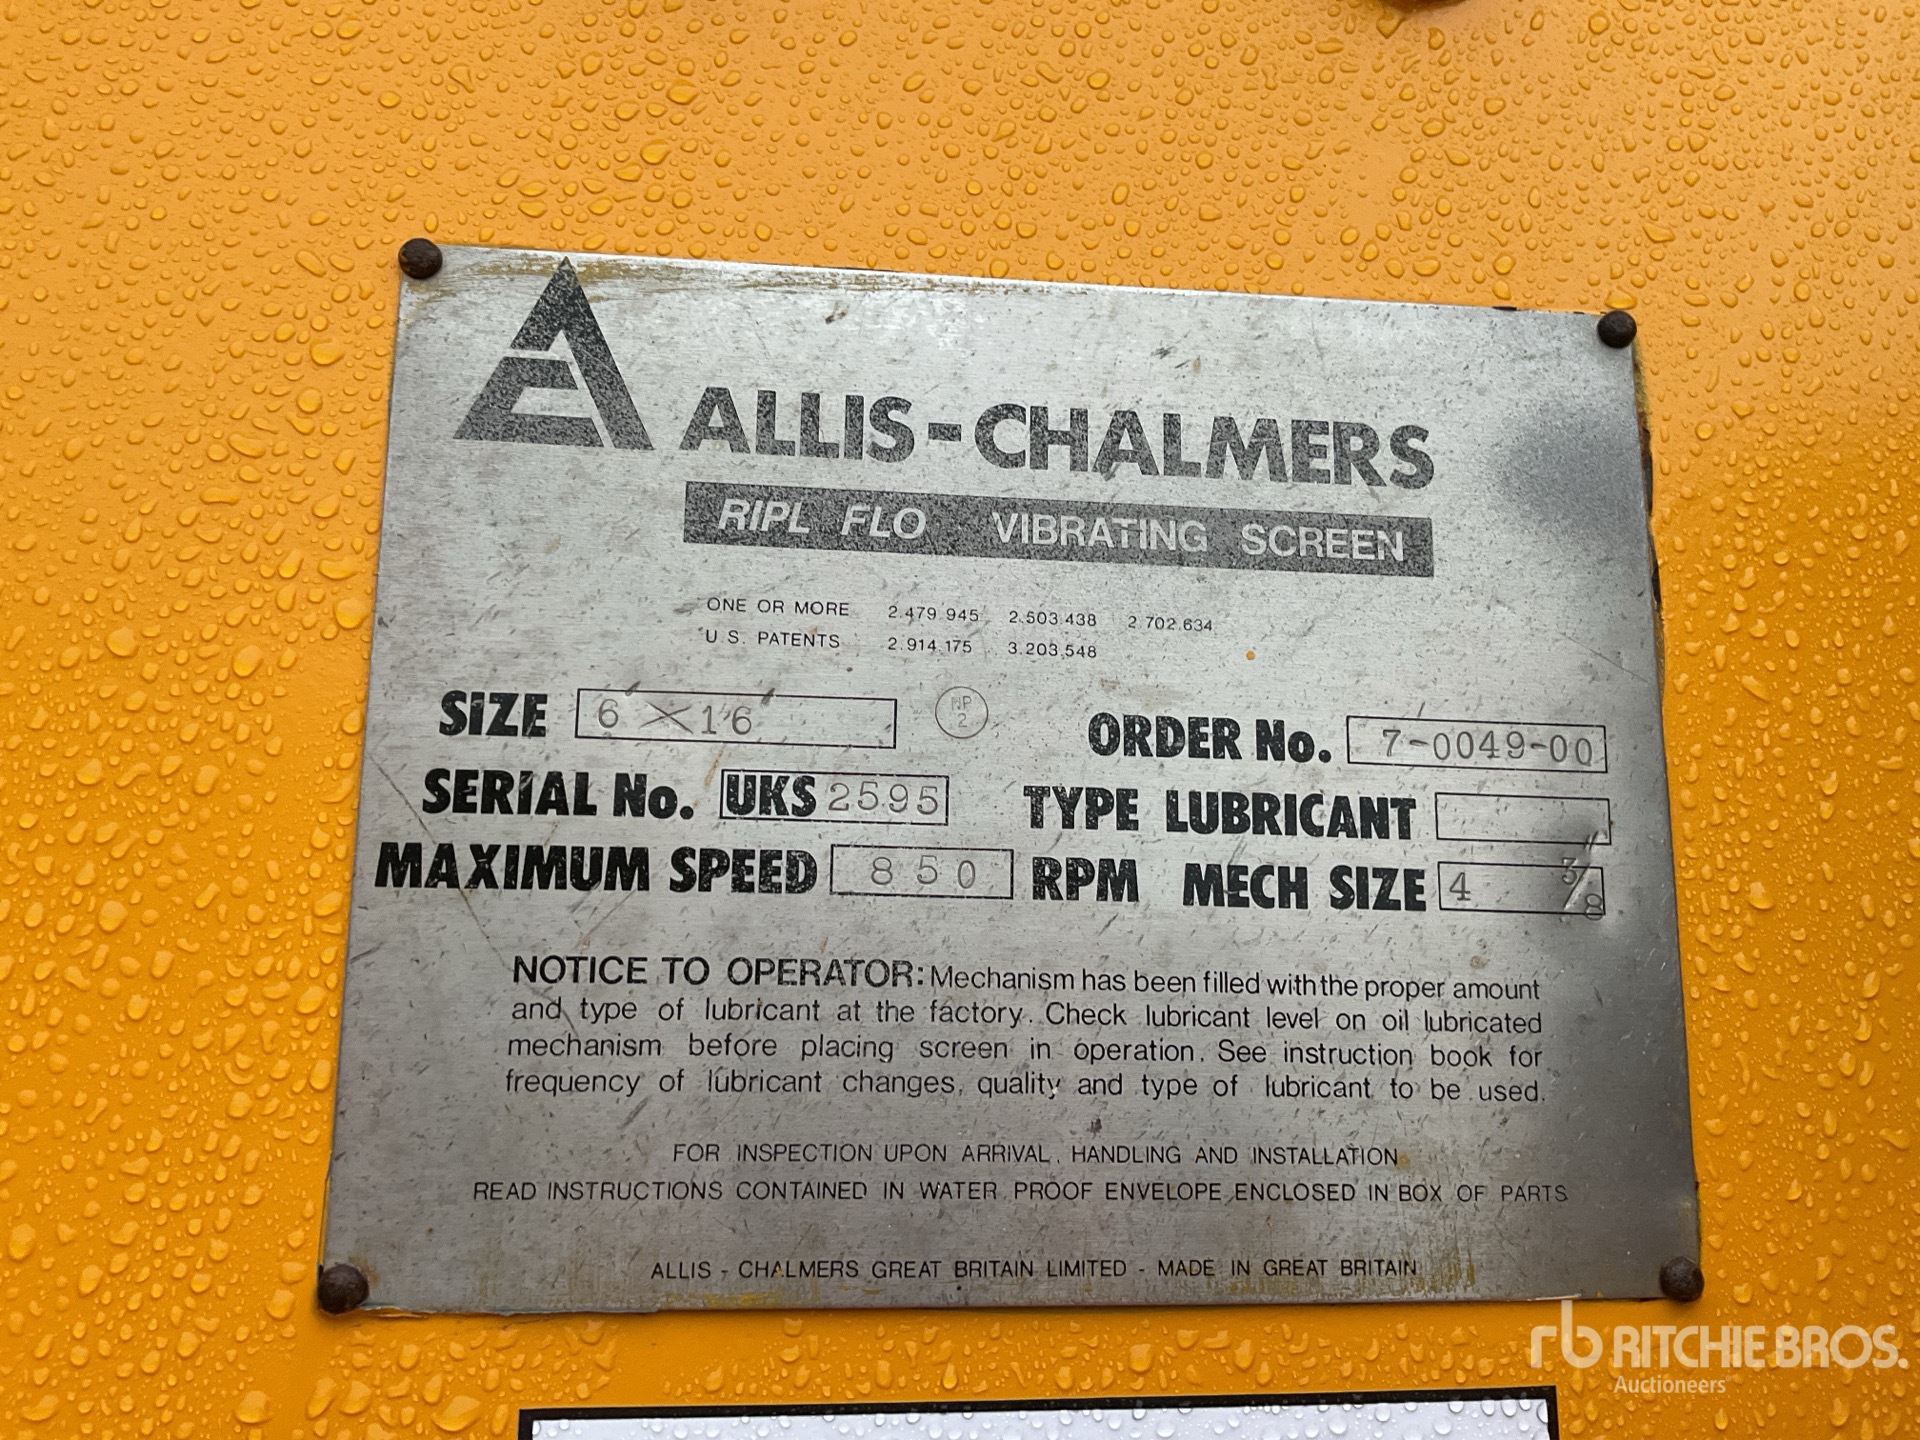 ALLIS-CHALMERS
RIPL FLO VIBRATING SCREEN
ONE OR MORE 2.479.945 2.503.438 2.702.634
U.S. PATENTS 2.914.175 3.203.548
SIZE 6' X 16' NP 2 ORDER No. 7-0049-00
SERIAL No. UKS 2595 TYPE LUBRICANT
MAXIMUM SPEED 850 RPM MECH SIZE 4 3/8"
NOTICE TO OPERATOR: Mechanism has been filled with the proper amount
and type of lubricant at the factory. Check lubricant level on oil lubricated
mechanism before placing screen in operation. See instruction book for
frequency of lubricant changes, quality and type of lubricant to be used.
FOR INSPECTION UPON ARRIVAL, HANDLING AND INSTALLATION
READ INSTRUCTIONS CONTAINED IN WATER PROOF ENVELOPE ENCLOSED IN BOX OF PARTS
ALLIS - CHALMERS GREAT BRITAIN LIMITED - MADE IN GREAT BRITAIN
rb RITCHIE BROS.
Auctioneers